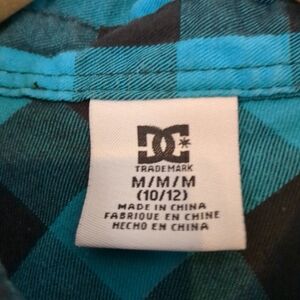 DC*
TRADEMARK
M/M/M
(10/12)
MADE IN CHINA
FABRIQUE EN CHINE
HECHO EN CHINA